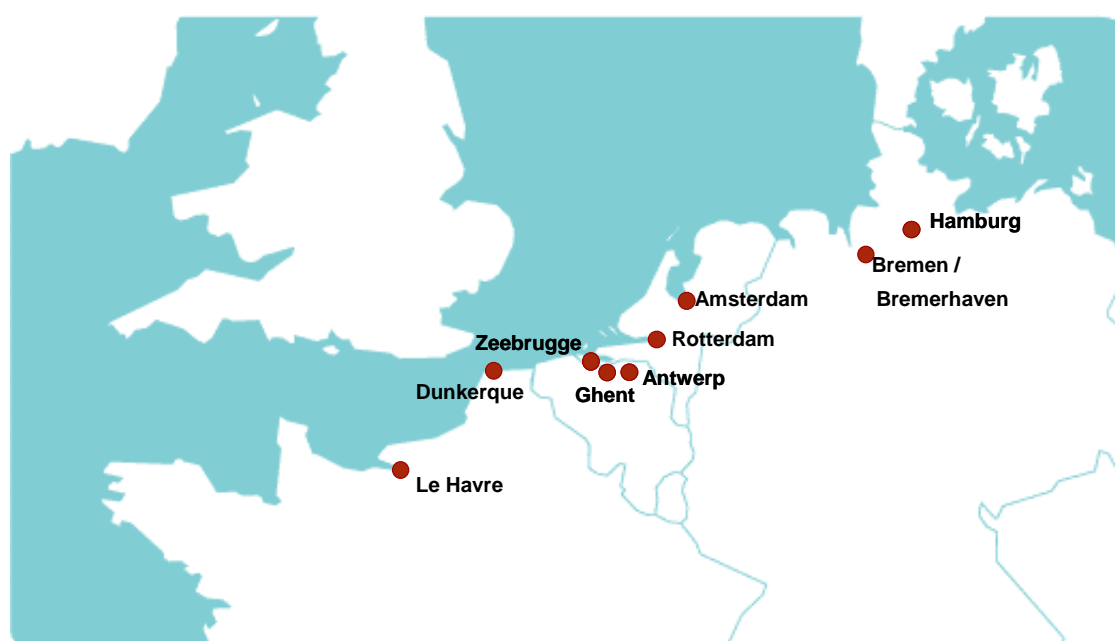 Hamburg
Bremen /
Bremerhaven
Amsterdam
Rotterdam
Zeebrugge
Antwerp
Dunkerque
Ghent
Le Havre